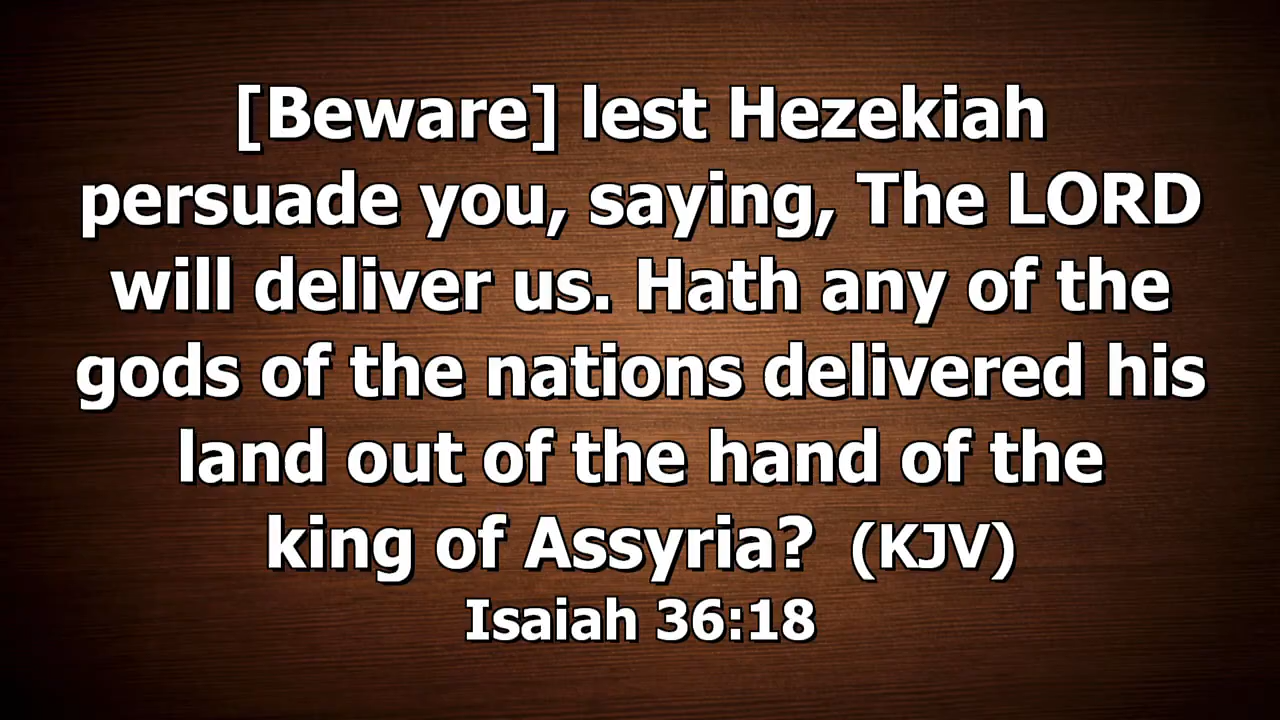 [Beware] lest Hezekiah
persuade you, saying, The LORD
will deliver us. Hath any of the
gods of the nations delivered his
land out of the hand of the
king of Assyria? (KJV)
Isaiah 36:18